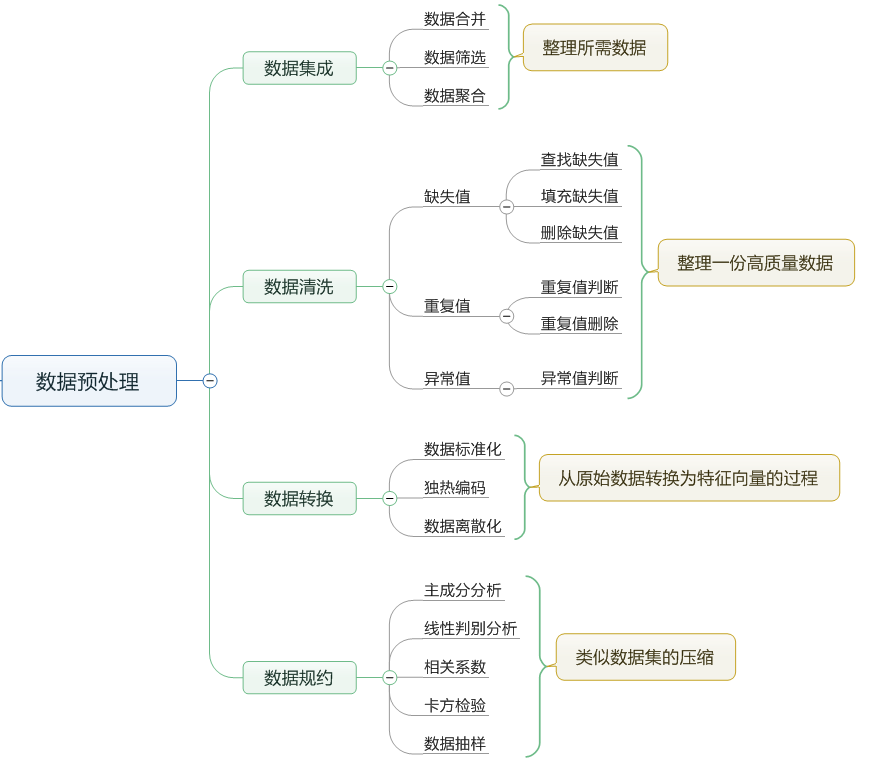 数据预处理
数据集成
数据合并
数据筛选
数据聚合
整理所需数据
数据清洗
缺失值
查找缺失值
填充缺失值
删除缺失值
重复值
重复值判断
重复值删除
异常值
异常值判断
整理一份高质量数据
数据转换
数据标准化
独热编码
数据离散化
从原始数据转换为特征向量的过程
数据规约
主成分分析
线性判别分析
相关系数
卡方检验
数据抽样
类似数据集的压缩